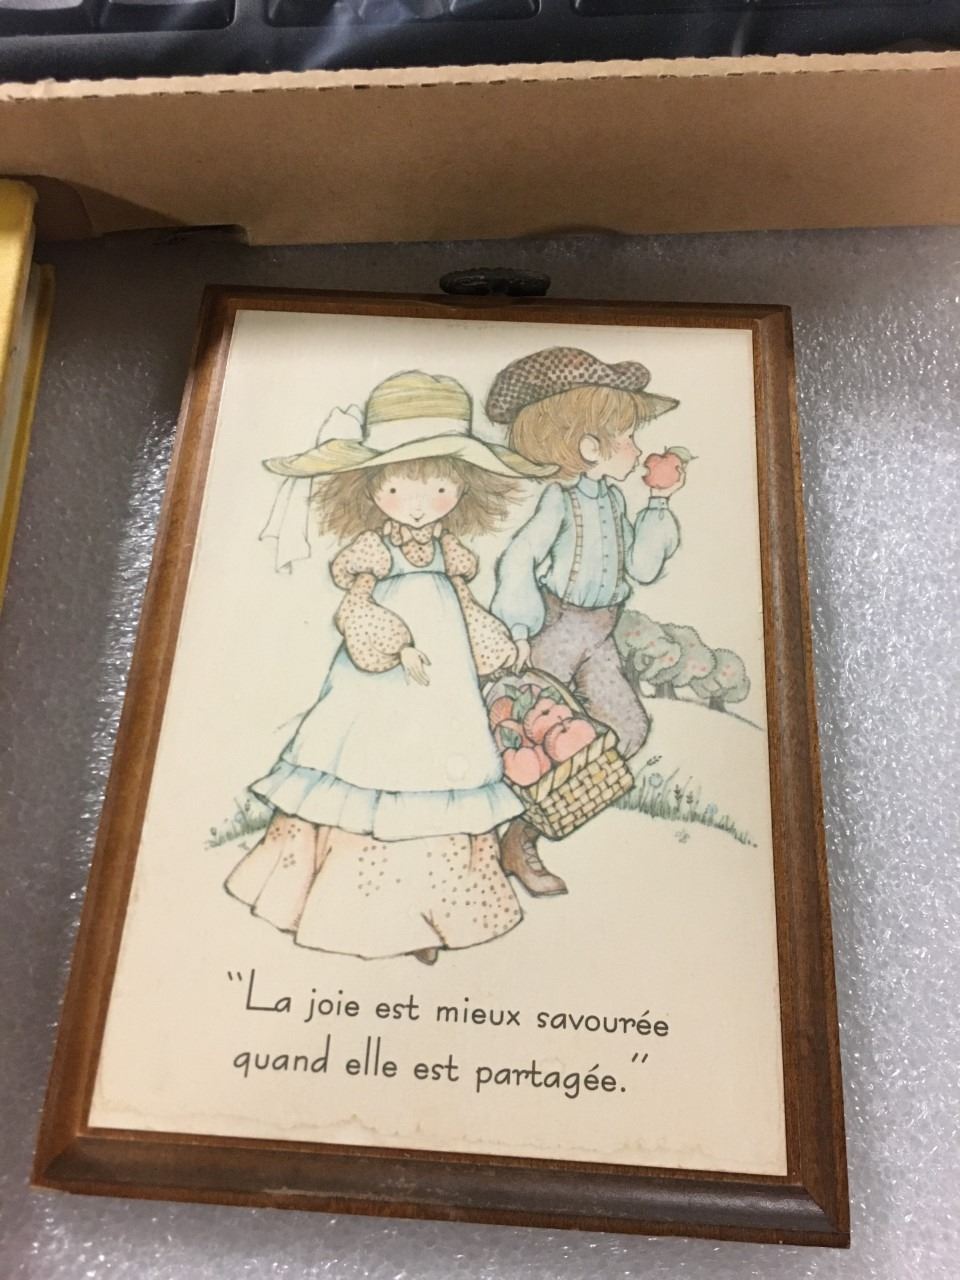 “La joie est mieux savourée
quand elle est partagée.”